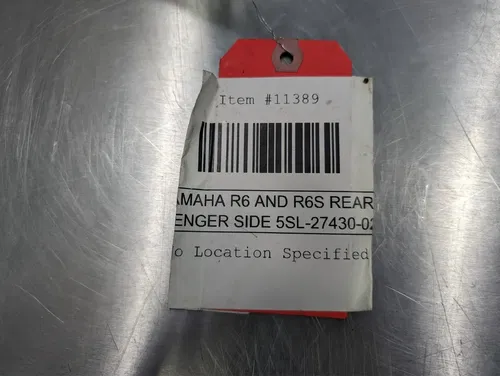 Item #11389
AMAHA R6 AND R6S REAR
ENGER SIDE 5SL-27430-02
o Location Specified